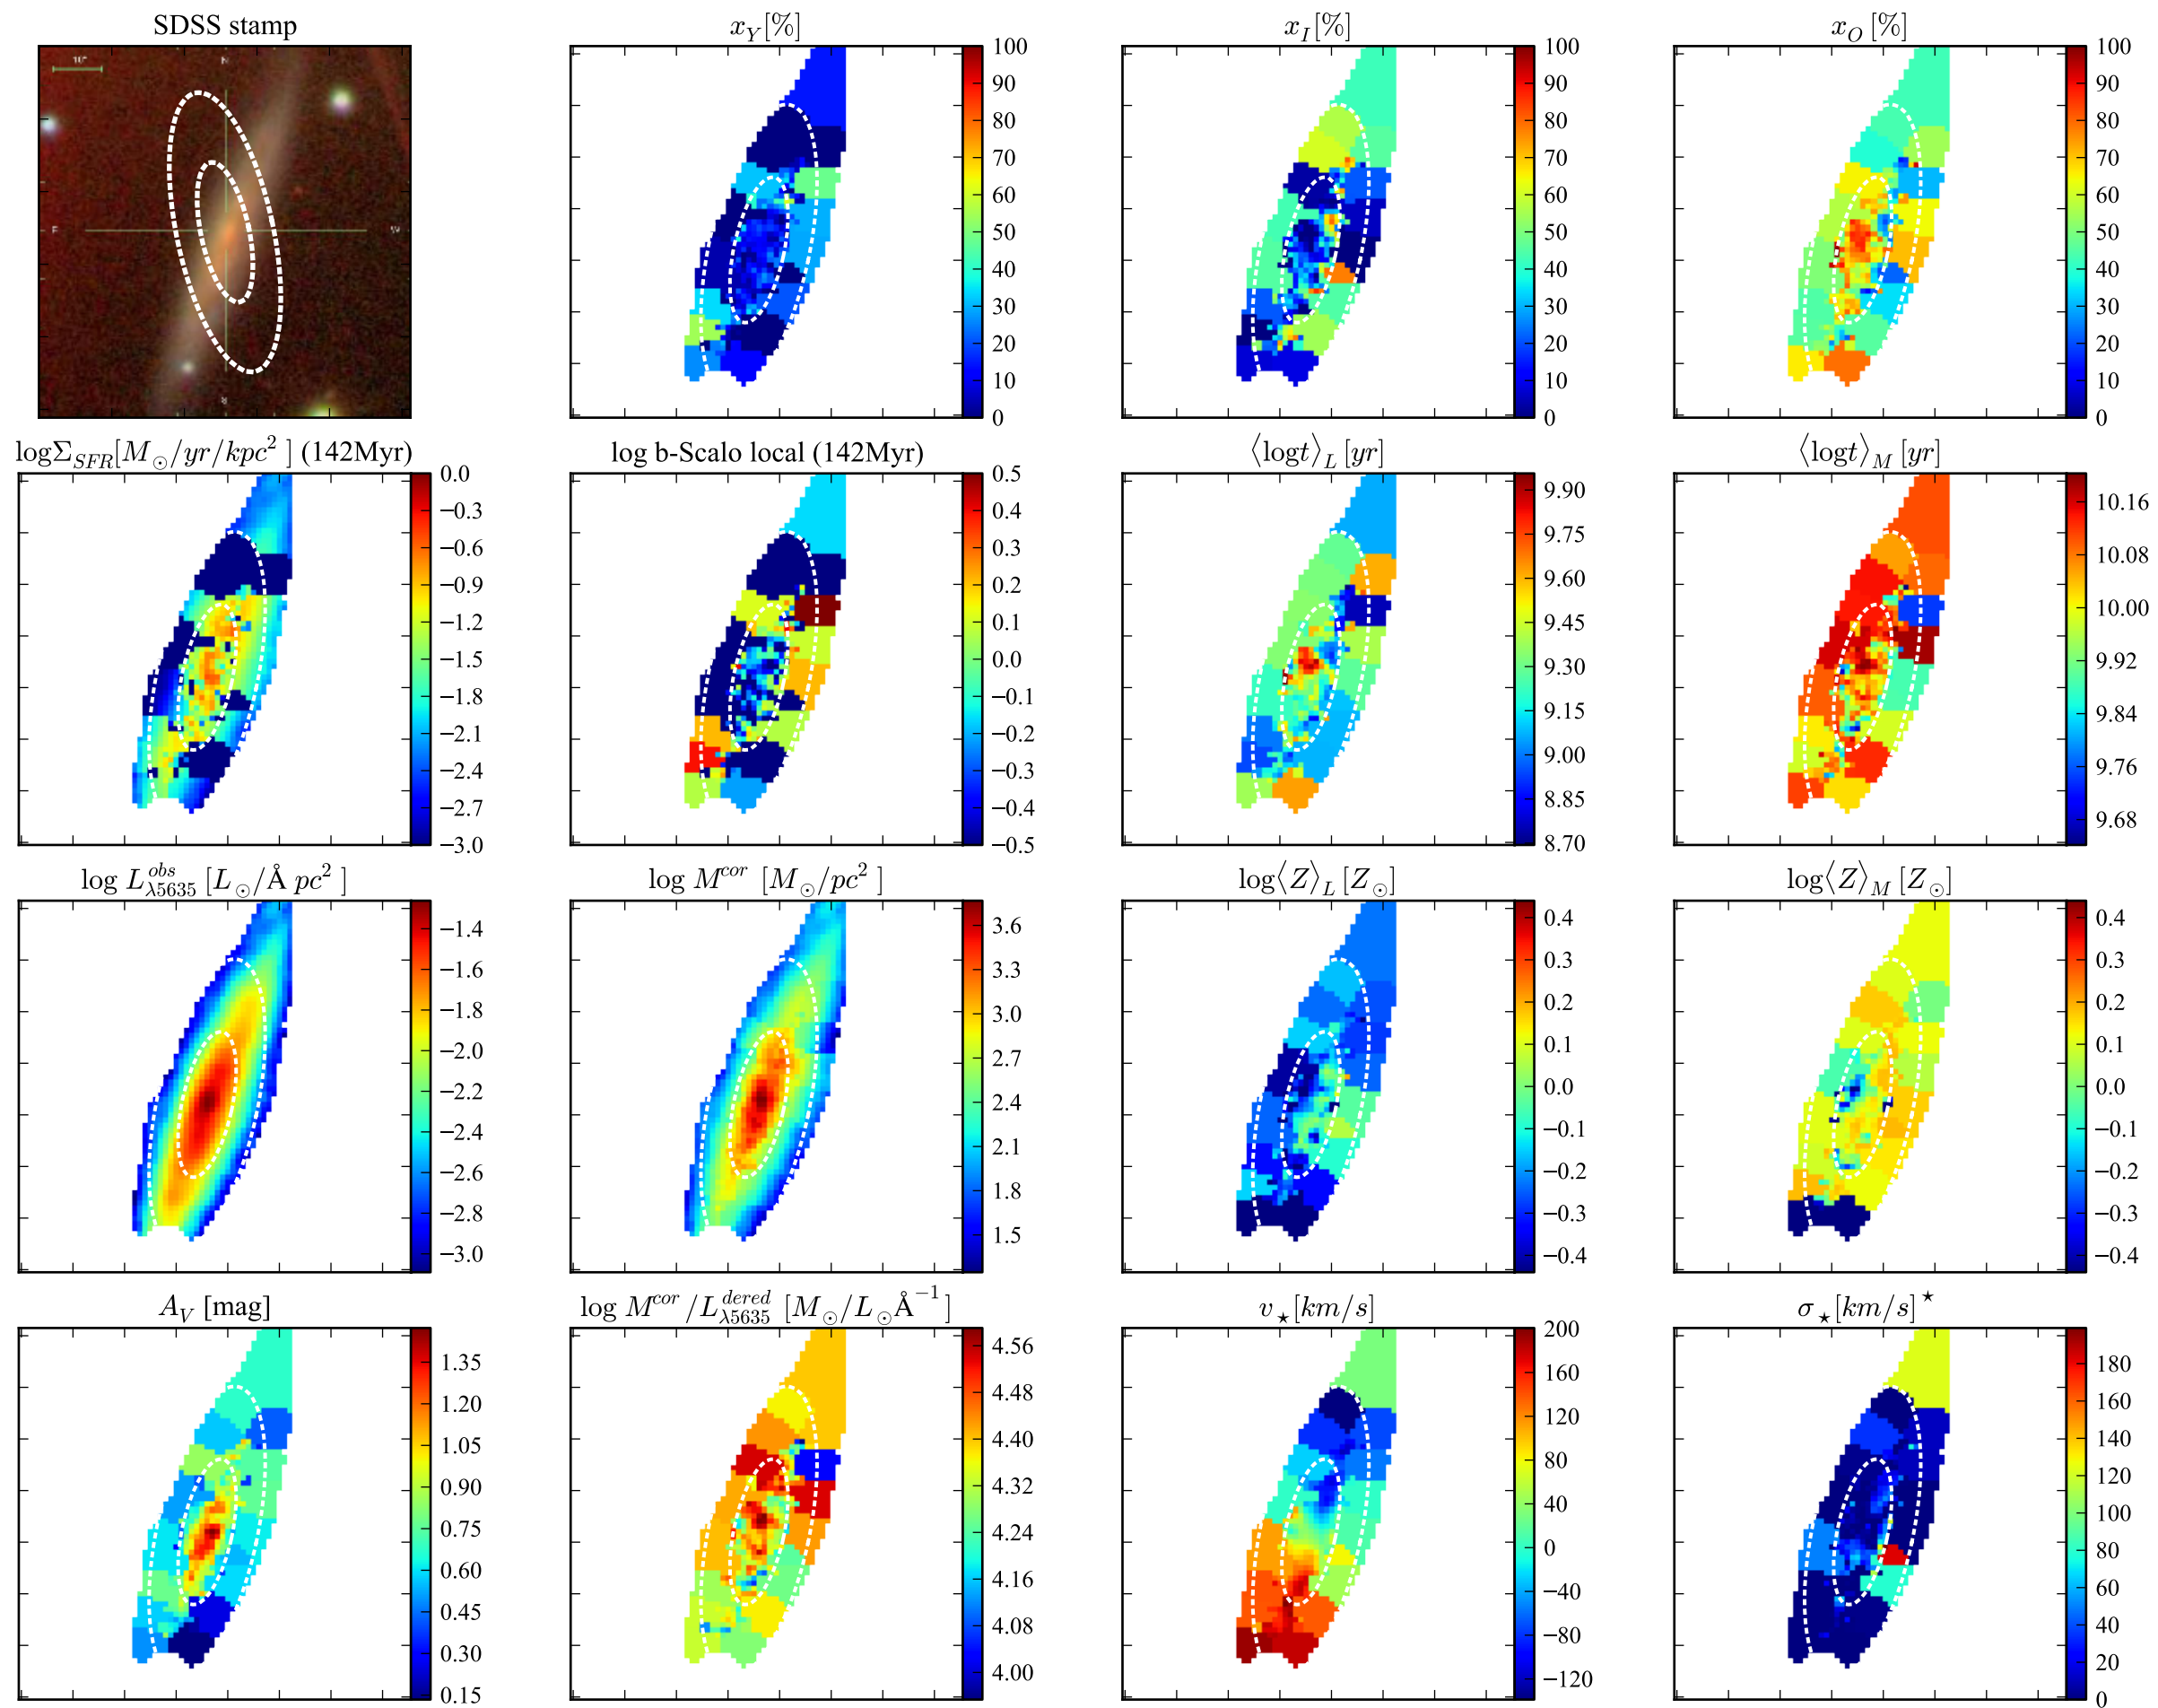 SDSS stamp
x_Y[%]
x_I[%]
x_O [%]
10"
N
E
100 90 80 70 60 50 40 30 20 10 0
100 90 80 70 60 50 40 30 20 10 0
100 90 80 70 60 50 40 30 20 10 0
logΣ_SFR[M_⊙/yr/kpc² ] (142Myr)
log b-Scalo local (142Myr)
⟨logt⟩_L [yr]
⟨logt⟩_M [yr]
0.0 −0.3 −0.6 −0.9 −1.2 −1.5 −1.8 −2.1 −2.4 −2.7 −3.0
0.5 0.4 0.3 0.2 0.1 0.0 −0.1 −0.2 −0.3 −0.4 −0.5
9.90 9.75 9.60 9.45 9.30 9.15 9.00 8.85 8.70
10.16 10.08 10.00 9.92 9.84 9.76 9.68
log L^obs_λ5635 [L_⊙/Å pc² ]
log M^cor [M_⊙/pc² ]
log⟨Z⟩_L [Z_⊙]
log⟨Z⟩_M [Z_⊙]
−1.4 −1.6 −1.8 −2.0 −2.2 −2.4 −2.6 −2.8 −3.0
3.6 3.3 3.0 2.7 2.4 2.1 1.8 1.5
0.4 0.3 0.2 0.1 0.0 −0.1 −0.2 −0.3 −0.4
0.4 0.3 0.2 0.1 0.0 −0.1 −0.2 −0.3 −0.4
A_V [mag]
log M^cor/L^dered_λ5635 [M_⊙/L_⊙Å^−1 ]
v_⋆[km/s]
σ_⋆[km/s]^⋆
1.35 1.20 1.05 0.90 0.75 0.60 0.45 0.30 0.15
4.56 4.48 4.40 4.32 4.24 4.16 4.08 4.00
200 160 120 80 40 0 −40 −80 −120
180 160 140 120 100 80 60 40 20 0